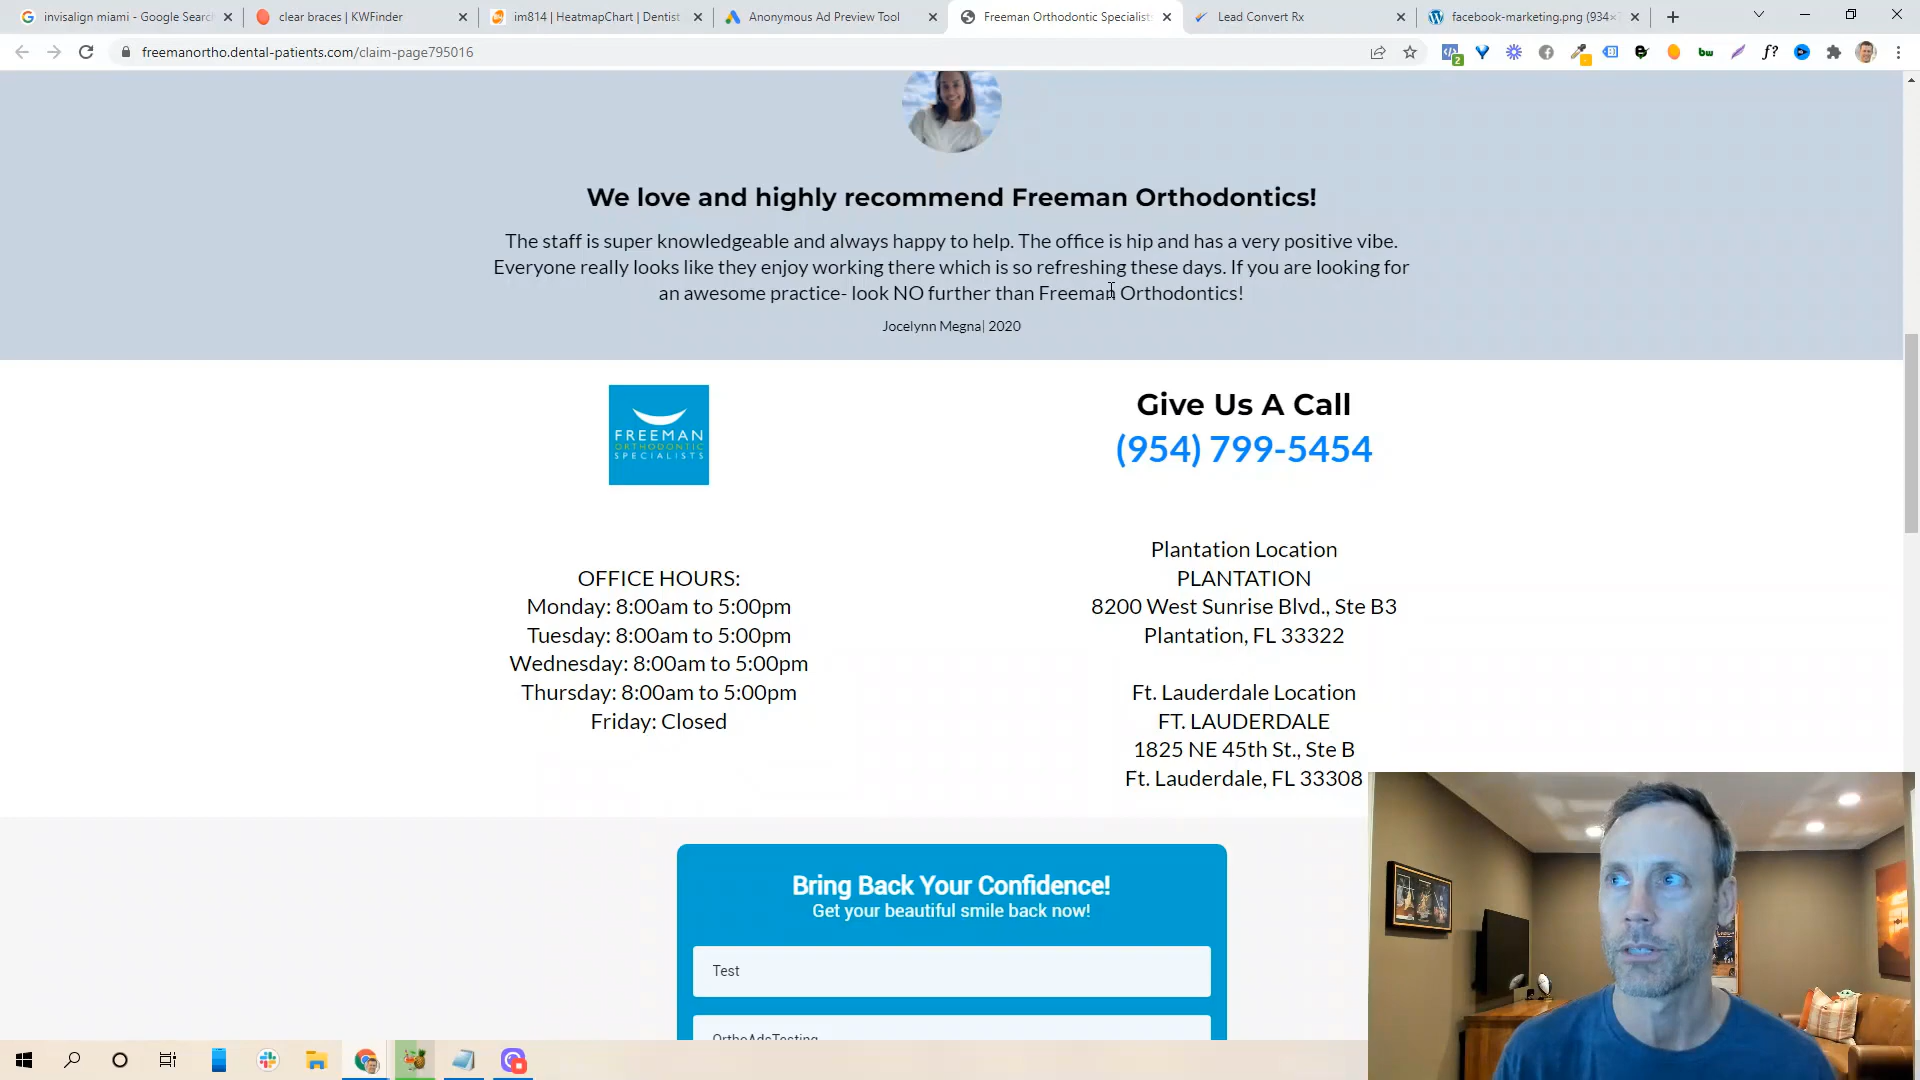 invisalign miami - Google Searc
clear braces | KWFinder
im814 | HeatmapChart | Dentist
Anonymous Ad Preview Tool
Freeman Orthodontic Specialist
Lead Convert Rx
facebook-marketing.png (934×
freemanortho.dental-patients.com/claim-page795016
We love and highly recommend Freeman Orthodontics!
The staff is super knowledgeable and always happy to help. The office is hip and has a very positive vibe.
Everyone really looks like they enjoy working there which is so refreshing these days. If you are looking for
an awesome practice- look NO further than Freeman Orthodontics!
Jocelynn Megna| 2020
FREEMAN
ORTHODONTIC
SPECIALISTS
Give Us A Call
(954) 799-5454
OFFICE HOURS:
Monday: 8:00am to 5:00pm
Tuesday: 8:00am to 5:00pm
Wednesday: 8:00am to 5:00pm
Thursday: 8:00am to 5:00pm
Friday: Closed
Plantation Location
PLANTATION
8200 West Sunrise Blvd., Ste B3
Plantation, FL 33322
Ft. Lauderdale Location
FT. LAUDERDALE
1825 NE 45th St., Ste B
Ft. Lauderdale, FL 33308
Bring Back Your Confidence!
Get your beautiful smile back now!
Test
OrthoAdsTesting